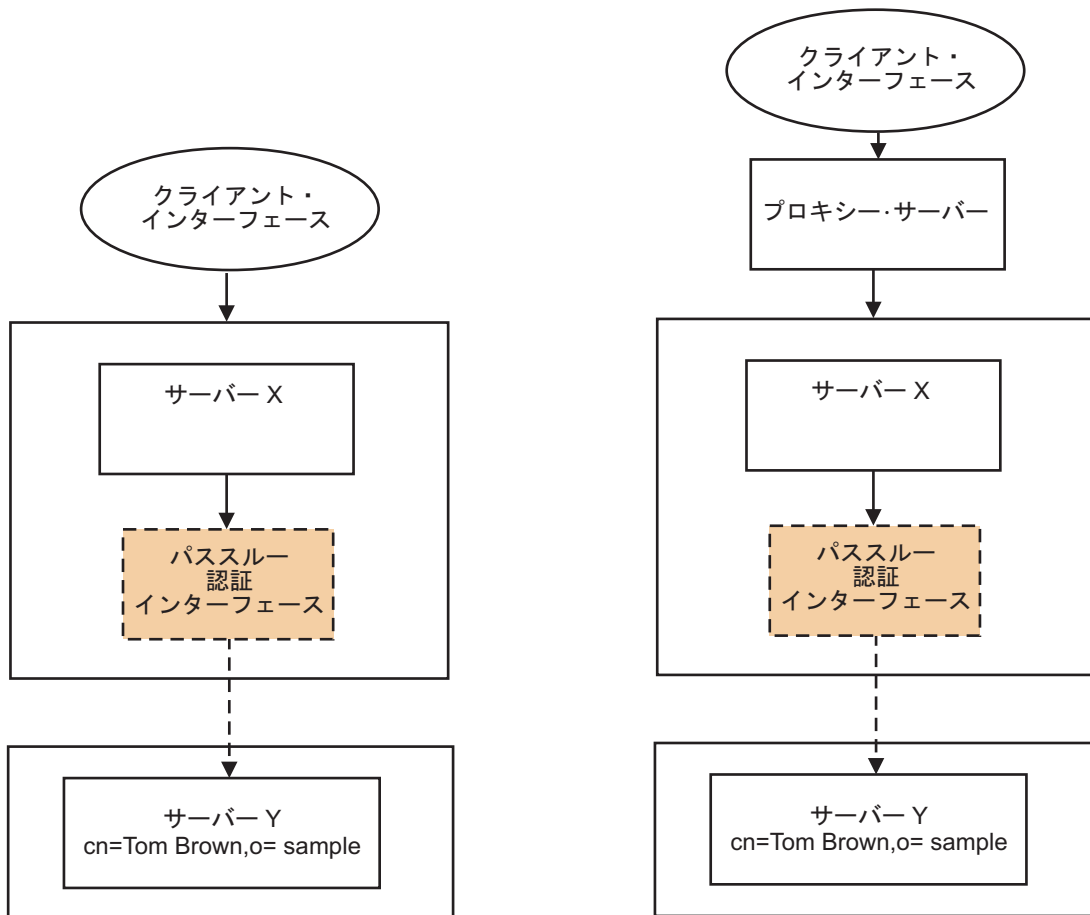 クライアント・
インターフェース
サーバー X
パススルー
認証
インターフェース
サーバー Y
cn=Tom Brown,o= sample
クライアント・
インターフェース
プロキシー·サーバー
サーバー X
パススルー
認証
インターフェース
サーバー Y
cn=Tom Brown,o= sample